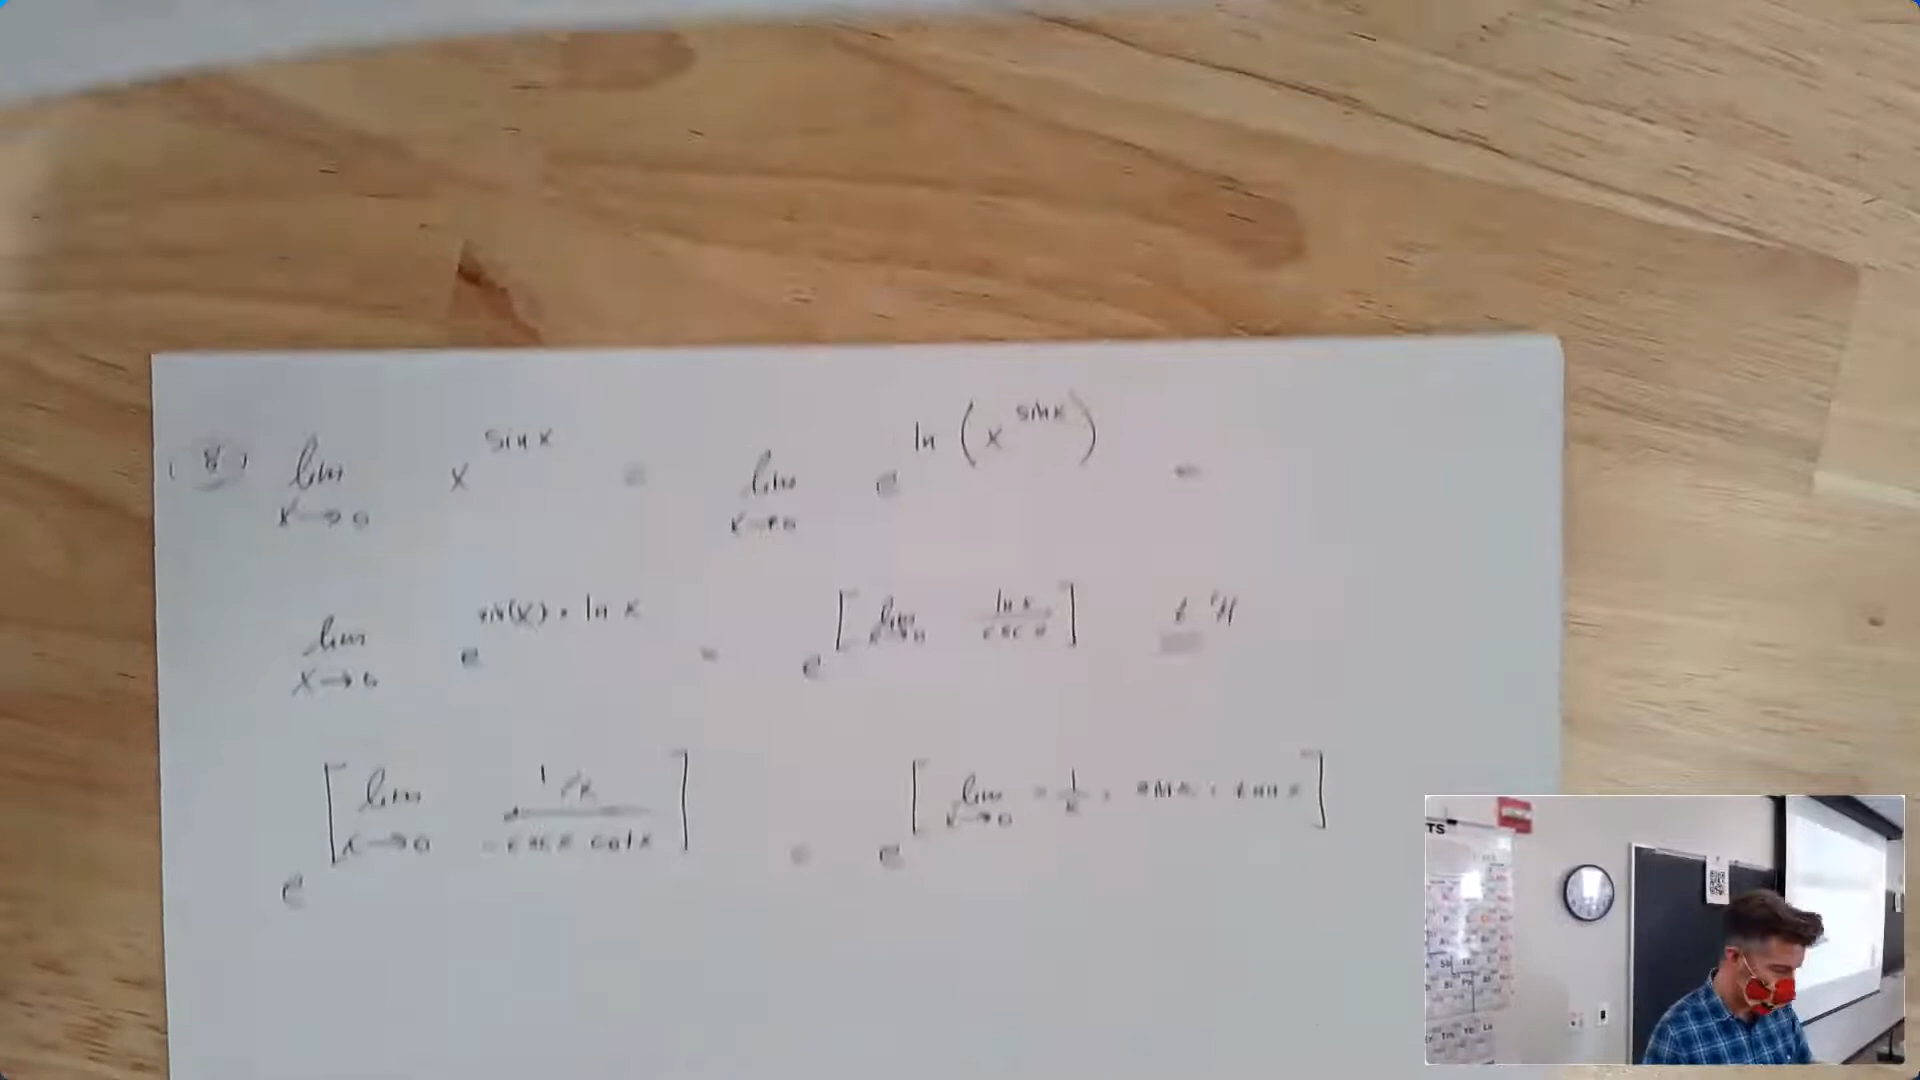 (8) lim x→0 x^sin x = lim x→0 e^ln (x^sin x) =
lim x→0 e^sin(x) · ln x = e^[lim x→0 ln x / csc x] L'H
e^[lim x→0 1/x / -csc x cot x] = e^[lim x→0 - 1/x · sin x · tan x]
TS